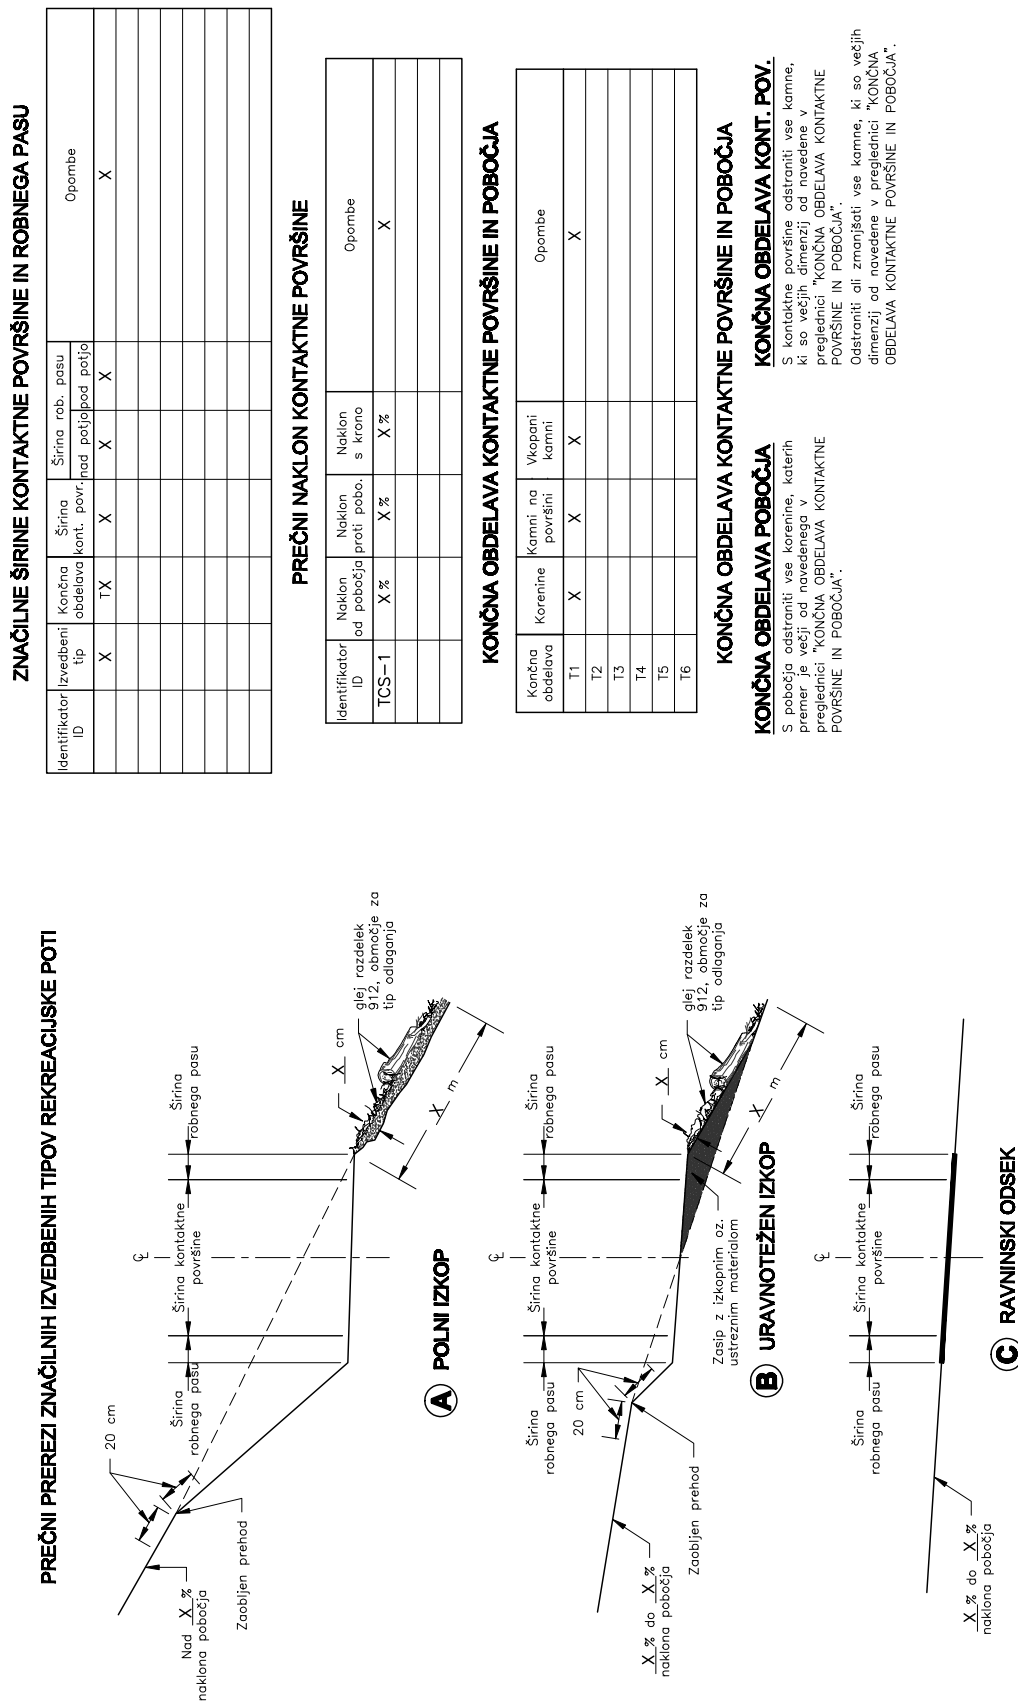 PREČNI PREREZI ZNAČILNIH IZVEDBENIH TIPOV REKREACIJSKE POTI
20 cm
Širina
robnega pasu
Širina kontaktne
površine
Širina
robnega pasu
℄
Nad X %
naklona pobočja
Zaobljen prehod
X cm
glej razdelek
912, območje za
tip odlaganja
X m
A POLNI IZKOP
Širina
robnega pasu
Širina kontaktne
površine
Širina
robnega pasu
℄
20 cm
X % do X %
naklona pobočja
Zaobljen prehod
Zasip z izkopnim oz.
ustreznim materialom
X cm
glej razdelek
912, območje za
tip odlaganja
X m
B URAVNOTEŽEN IZKOP
Širina
robnega pasu
Širina kontaktne
površine
Širina
robnega pasu
℄
X % do X %
naklona pobočja
C RAVNINSKI ODSEK
ZNAČILNE ŠIRINE KONTAKTNE POVRŠINE IN ROBNEGA PASU
Identifikator ID Izvedbeni tip Končna obdelava Širina kont. povr. Širina rob. pasu nad potjo pod potjo Opombe
X TX X X X X
PREČNI NAKLON KONTAKTNE POVRŠINE
Identifikator ID Naklon od pobočja Naklon proti pobo. Naklon s krono Opombe
TCS-1 X % X % X % X
KONČNA OBDELAVA KONTAKTNE POVRŠINE IN POBOČJA
Končna obdelava Korenine Kamni na površini Vkopani kamni Opombe
T1 X X X X
T2
T3
T4
T5
T6
KONČNA OBDELAVA KONTAKTNE POVRŠINE IN POBOČJA
KONČNA OBDELAVA POBOČJA
S pobočja odstraniti vse korenine, katerih
premer je večji od navedenega v
preglednici "KONČNA OBDELAVA KONTAKTNE
POVRŠINE IN POBOČJA".
KONČNA OBDELAVA KONT. POV.
S kontaktne površine odstraniti vse kamne,
ki so večjih dimenzij od navedene v
preglednici "KONČNA OBDELAVA KONTAKTNE
POVRŠINE IN POBOČJA".
Odstraniti ali zmanjšati vse kamne, ki so večjih
dimenzij od navedene v preglednici "KONČNA
OBDELAVA KONTAKTNE POVRŠINE IN POBOČJA".